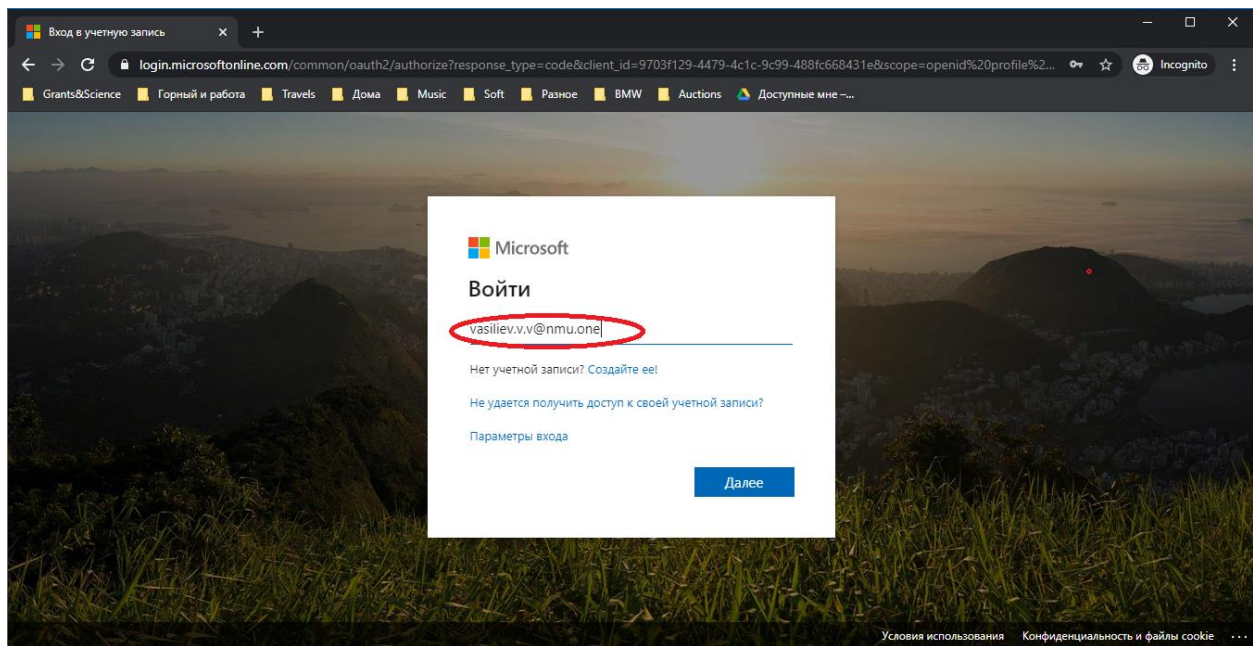 Вход в учетную запись
login.microsoftonline.com/common/oauth2/authorize?response_type=code&client_id=9703f129-4479-4c1c-9c99-488fc668431e&scope=openid%20profile%2... Incognito
Grants&Science Горный и работа Travels Дома Music Soft Разное BMW Auctions Доступные мне –...
Microsoft
Войти
vasiliev.v.v@nmu.one
Нет учетной записи? Создайте ее!
Не удается получить доступ к своей учетной записи?
Параметры входа
Далее
Условия использования Конфиденциальность и файлы cookie ...